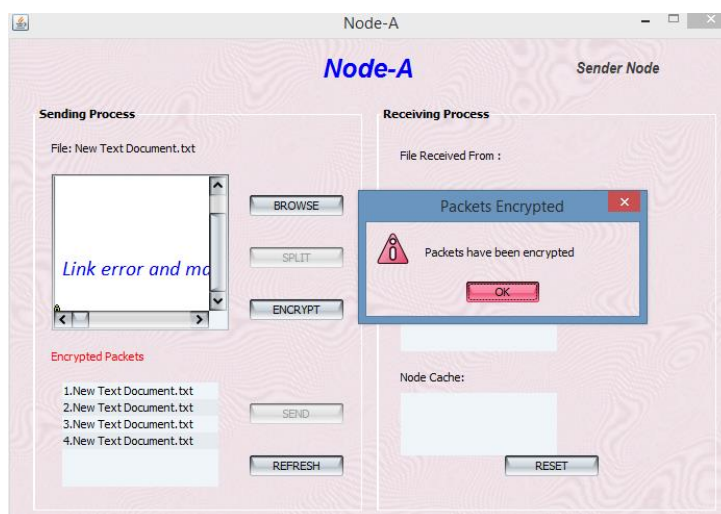 Node-A
Node-A
Sender Node
Sending Process
File: New Text Document.txt
Link error and ma
BROWSE
SPLIT
ENCRYPT
Encrypted Packets
1.New Text Document.txt
2.New Text Document.txt
3.New Text Document.txt
4.New Text Document.txt
SEND
REFRESH
Receiving Process
File Received From :
Packets Encrypted
Packets have been encrypted
OK
Node Cache:
RESET